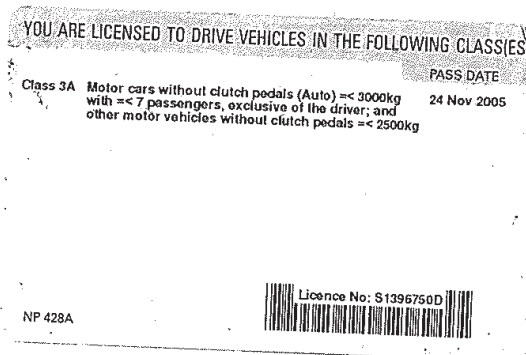 YOU ARE LICENSED TO DRIVE VEHICLES IN THE FOLLOWING CLASS(ES
PASS DATE
Class 3A Motor cars without clutch pedals (Auto) =< 3000kg 24 Nov 2005
with =< 7 passengers, exclusive of the driver; and
other motor vehicles without clutch pedals =< 2500kg
Licence No: S1396750D
NP 428A